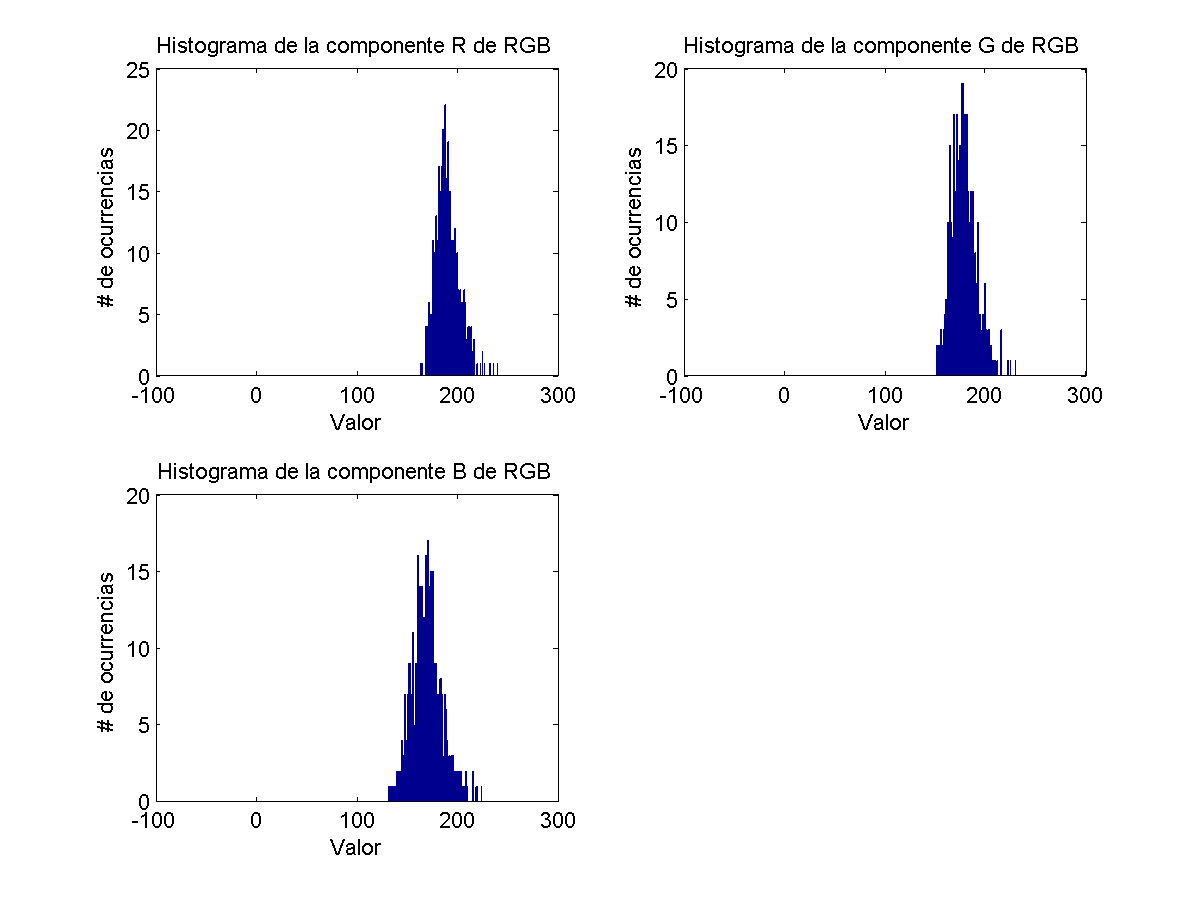 Histograma de la componente R de RGB
25
20
15
10
5
0
-100 0 100 200 300
Valor
# de ocurrencias
Histograma de la componente G de RGB
20
15
10
5
0
-100 0 100 200 300
Valor
# de ocurrencias
Histograma de la componente B de RGB
20
15
10
5
0
-100 0 100 200 300
Valor
# de ocurrencias